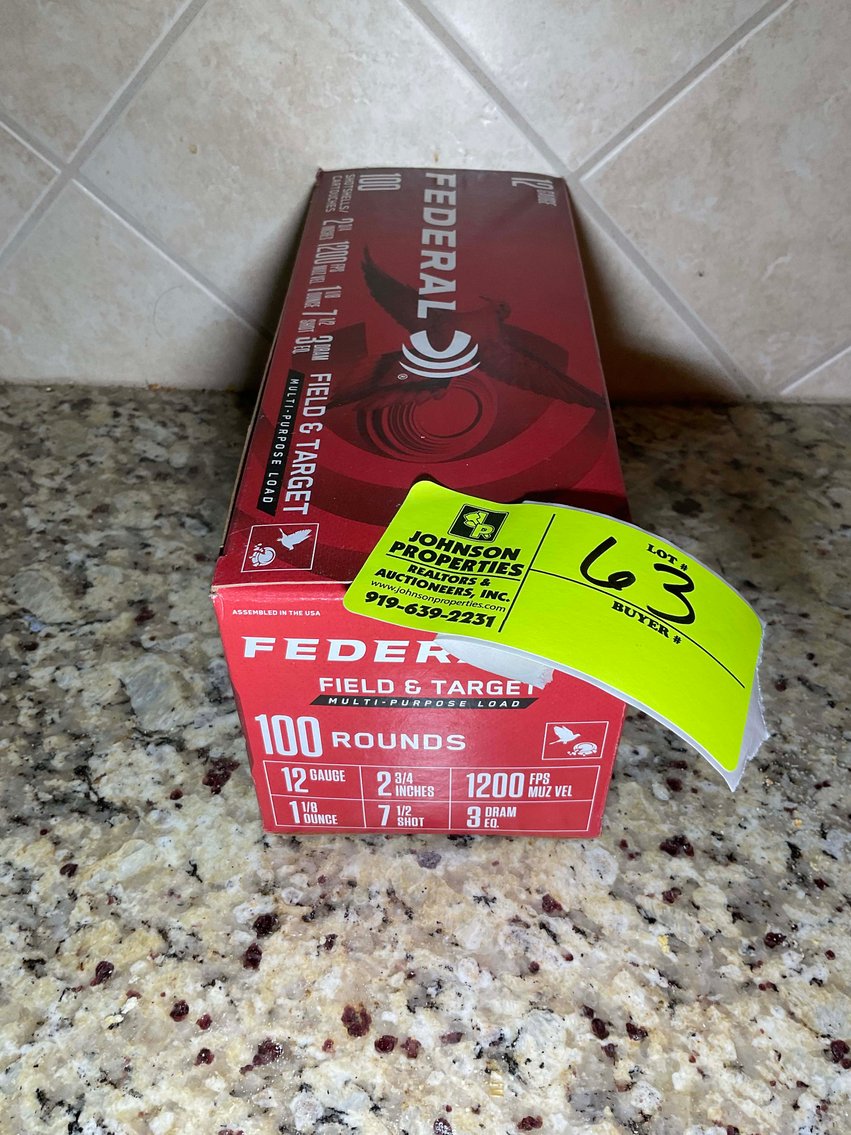 12 GAUGE
FEDERAL
®
100
SHOTSHELLS/
CARTOUCHES
2 3/4
INCHES
1200 FPS
MUZ VEL
1 1/8
OUNCE
7 1/2
SHOT
3 DRAM
EQ.
FIELD & TARGET
MULTI-PURPOSE LOAD
JR
JOHNSON
PROPERTIES
REALTORS &
AUCTIONEERS, INC.
www.johnsonproperties.com
919-639-2231
LOT #
63
BUYER #
ASSEMBLED IN THE USA
FEDER
FIELD & TARGET
MULTI-PURPOSE LOAD
100 ROUNDS
12 GAUGE 2 3/4 INCHES 1200 FPS MUZ VEL
1 1/8 OUNCE 7 1/2 SHOT 3 DRAM EQ.